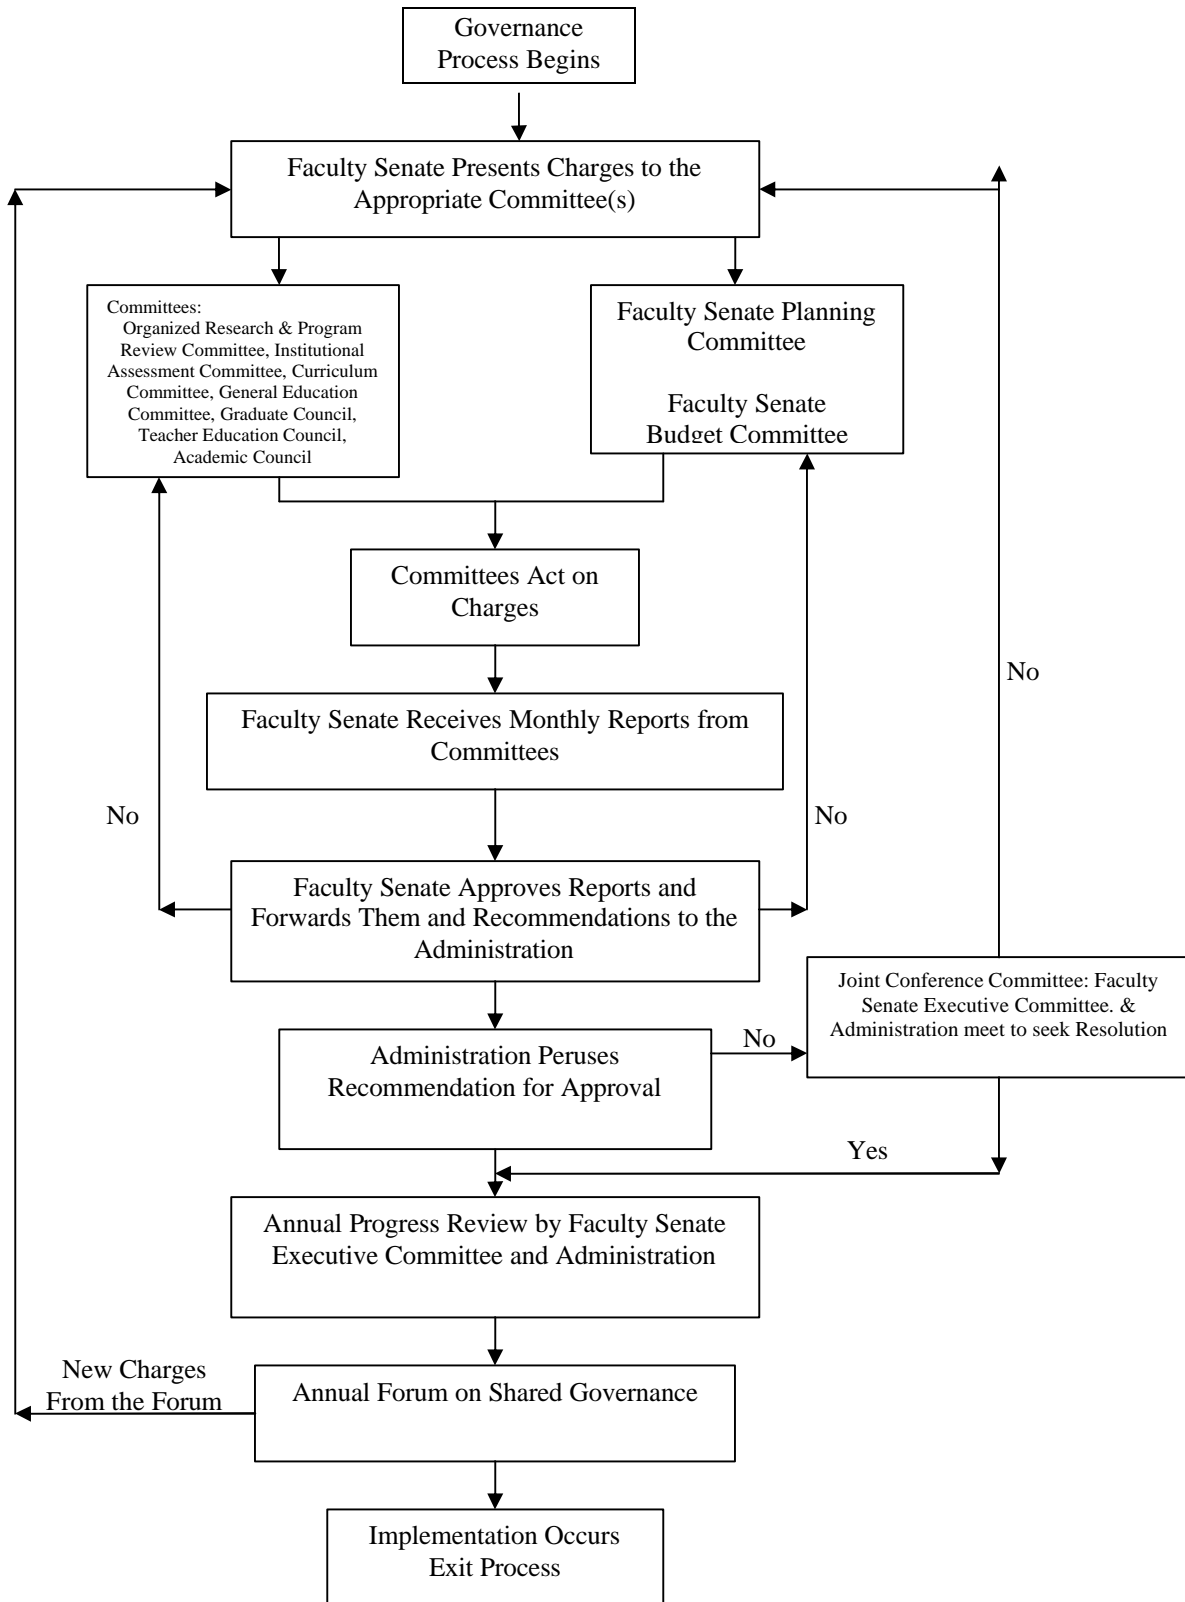 Governance
Process Begins
Faculty Senate Presents Charges to the
Appropriate Committee(s)
Committees:
Organized Research & Program
Review Committee, Institutional
Assessment Committee, Curriculum
Committee, General Education
Committee, Graduate Council,
Teacher Education Council,
Academic Council
Faculty Senate Planning
Committee
Faculty Senate
Budget Committee
Committees Act on
Charges
No
Faculty Senate Receives Monthly Reports from
Committees
No
No
Faculty Senate Approves Reports and
Forwards Them and Recommendations to the
Administration
Joint Conference Committee: Faculty
Senate Executive Committee. &
Administration meet to seek Resolution
No
Administration Peruses
Recommendation for Approval
Yes
Annual Progress Review by Faculty Senate
Executive Committee and Administration
New Charges
From the Forum
Annual Forum on Shared Governance
Implementation Occurs
Exit Process